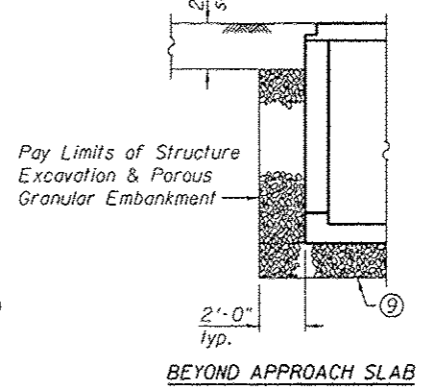 Pay Limits of Structure
Excavation & Porous
Granular Embankment
2'-0"
typ.
9
BEYOND APPROACH SLAB